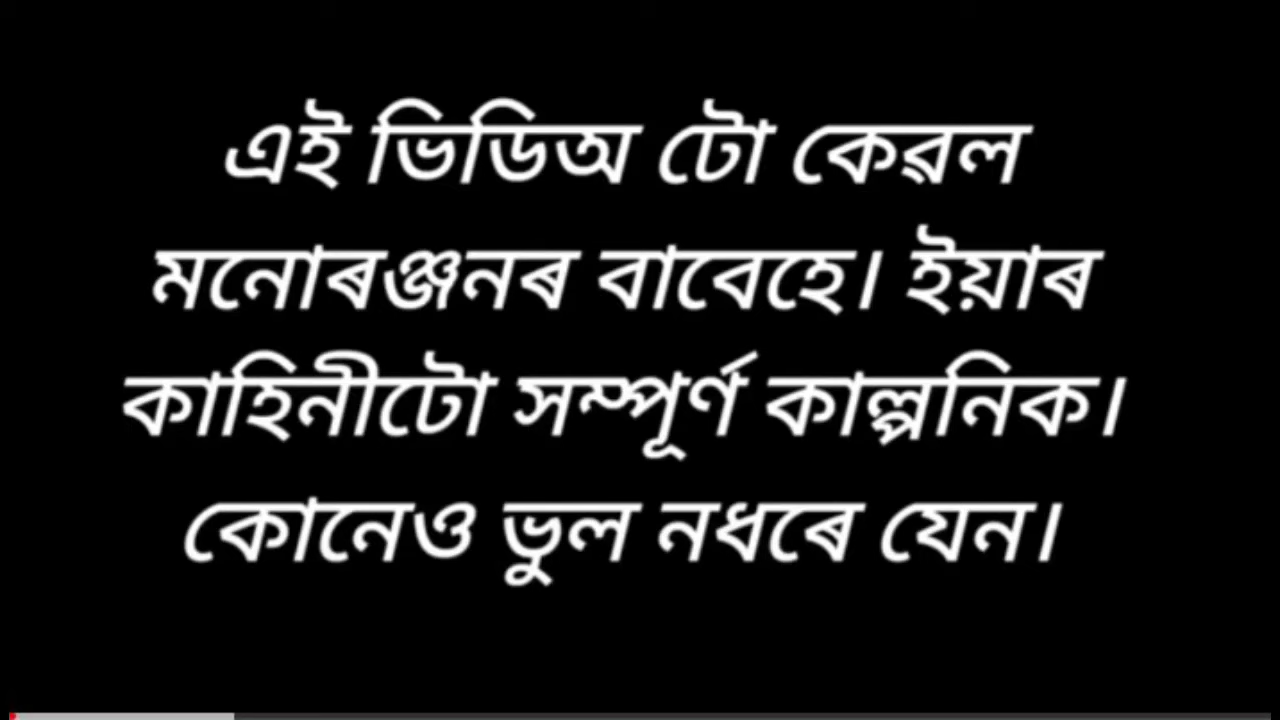 এই ভিডিঅ টো কেৱল
মনোৰঞ্জনৰ বাবেহে। ইয়াৰ
কাহিনীটো সম্পূৰ্ণ কাল্পনিক।
কোনেও ভুল নধৰে যেন।